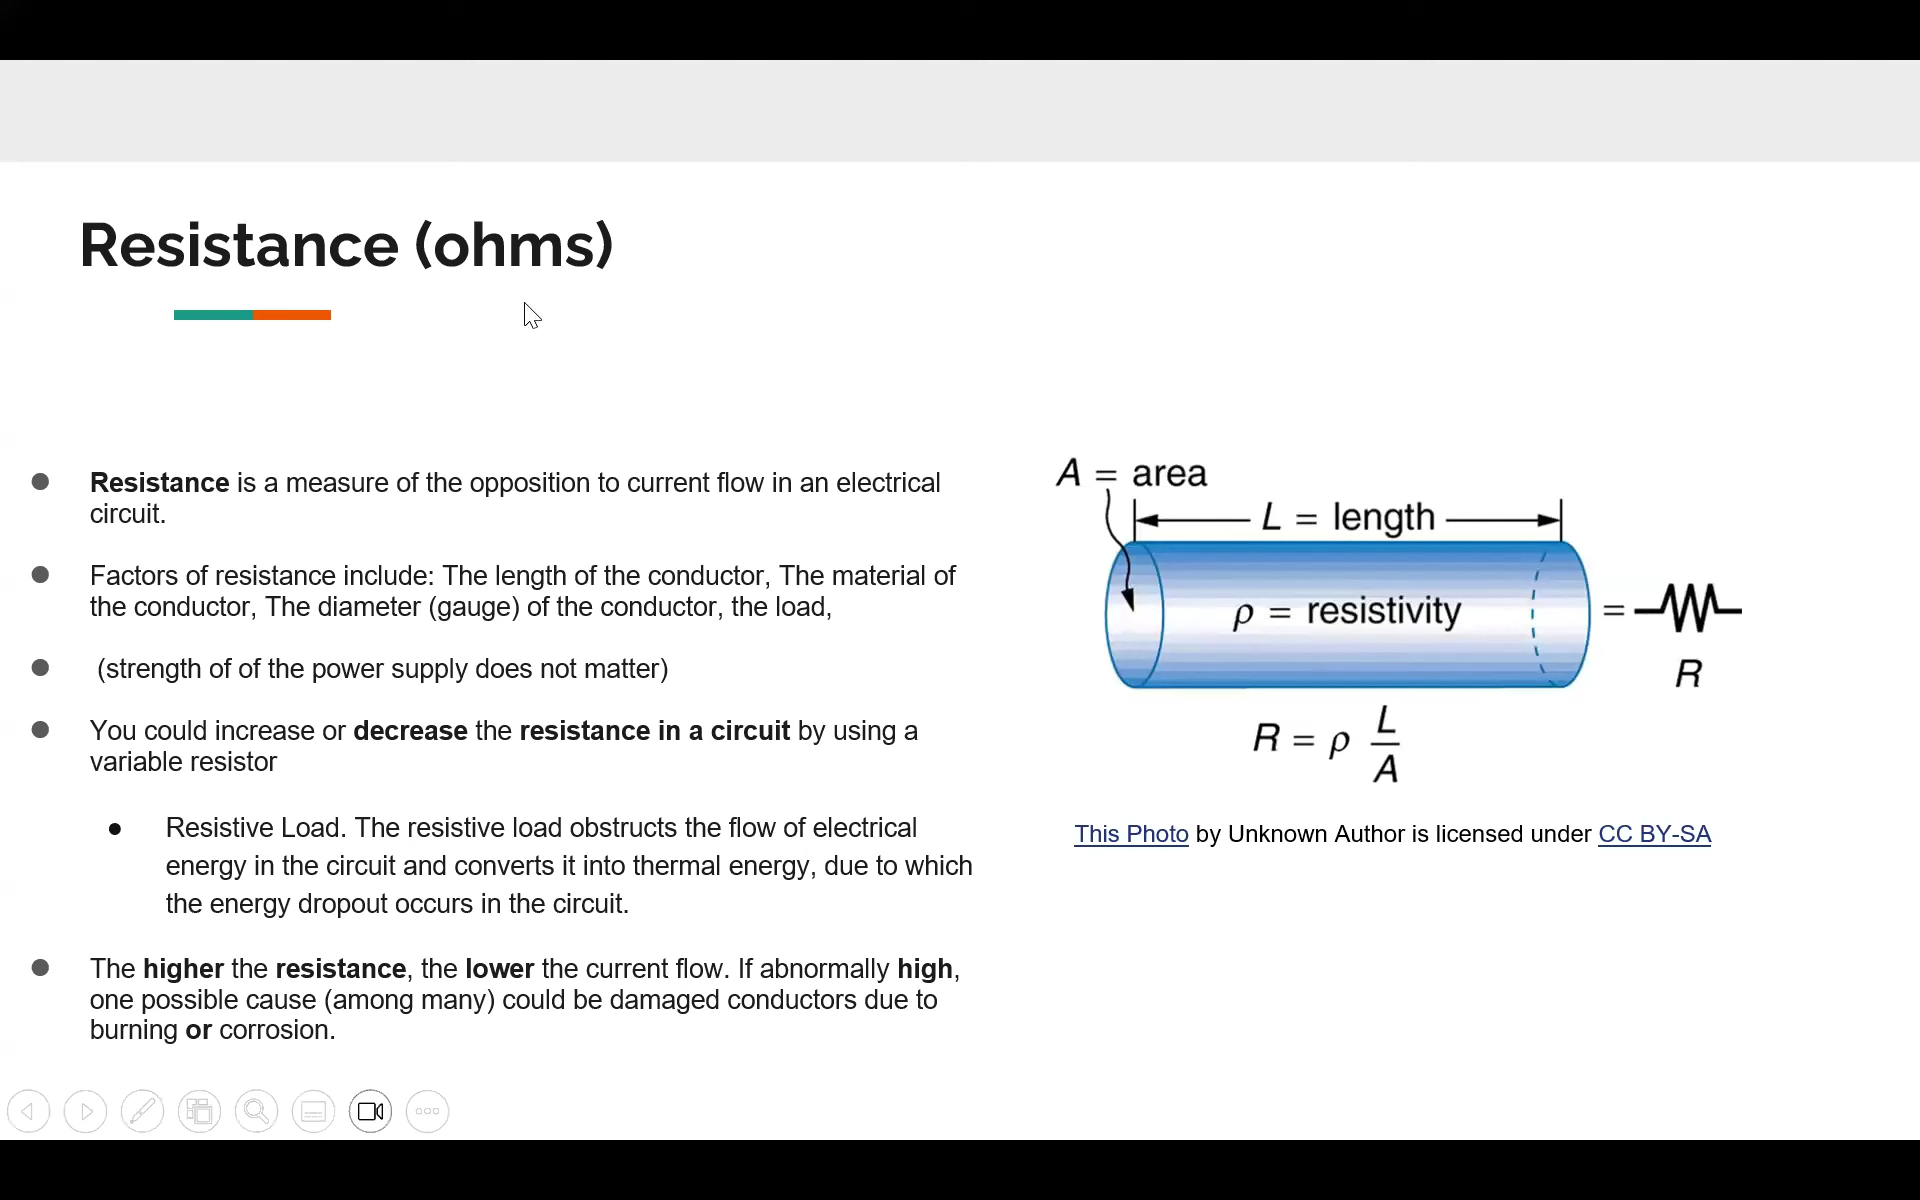 Resistance (ohms)
● Resistance is a measure of the opposition to current flow in an electrical
circuit.
● Factors of resistance include: The length of the conductor, The material of
the conductor, The diameter (gauge) of the conductor, the load,
● (strength of of the power supply does not matter)
● You could increase or decrease the resistance in a circuit by using a
variable resistor
● Resistive Load. The resistive load obstructs the flow of electrical
energy in the circuit and converts it into thermal energy, due to which
the energy dropout occurs in the circuit.
● The higher the resistance, the lower the current flow. If abnormally high,
one possible cause (among many) could be damaged conductors due to
burning or corrosion.
A = area
L = length
ρ = resistivity
=
R
R = ρ L/A
This Photo by Unknown Author is licensed under CC BY-SA